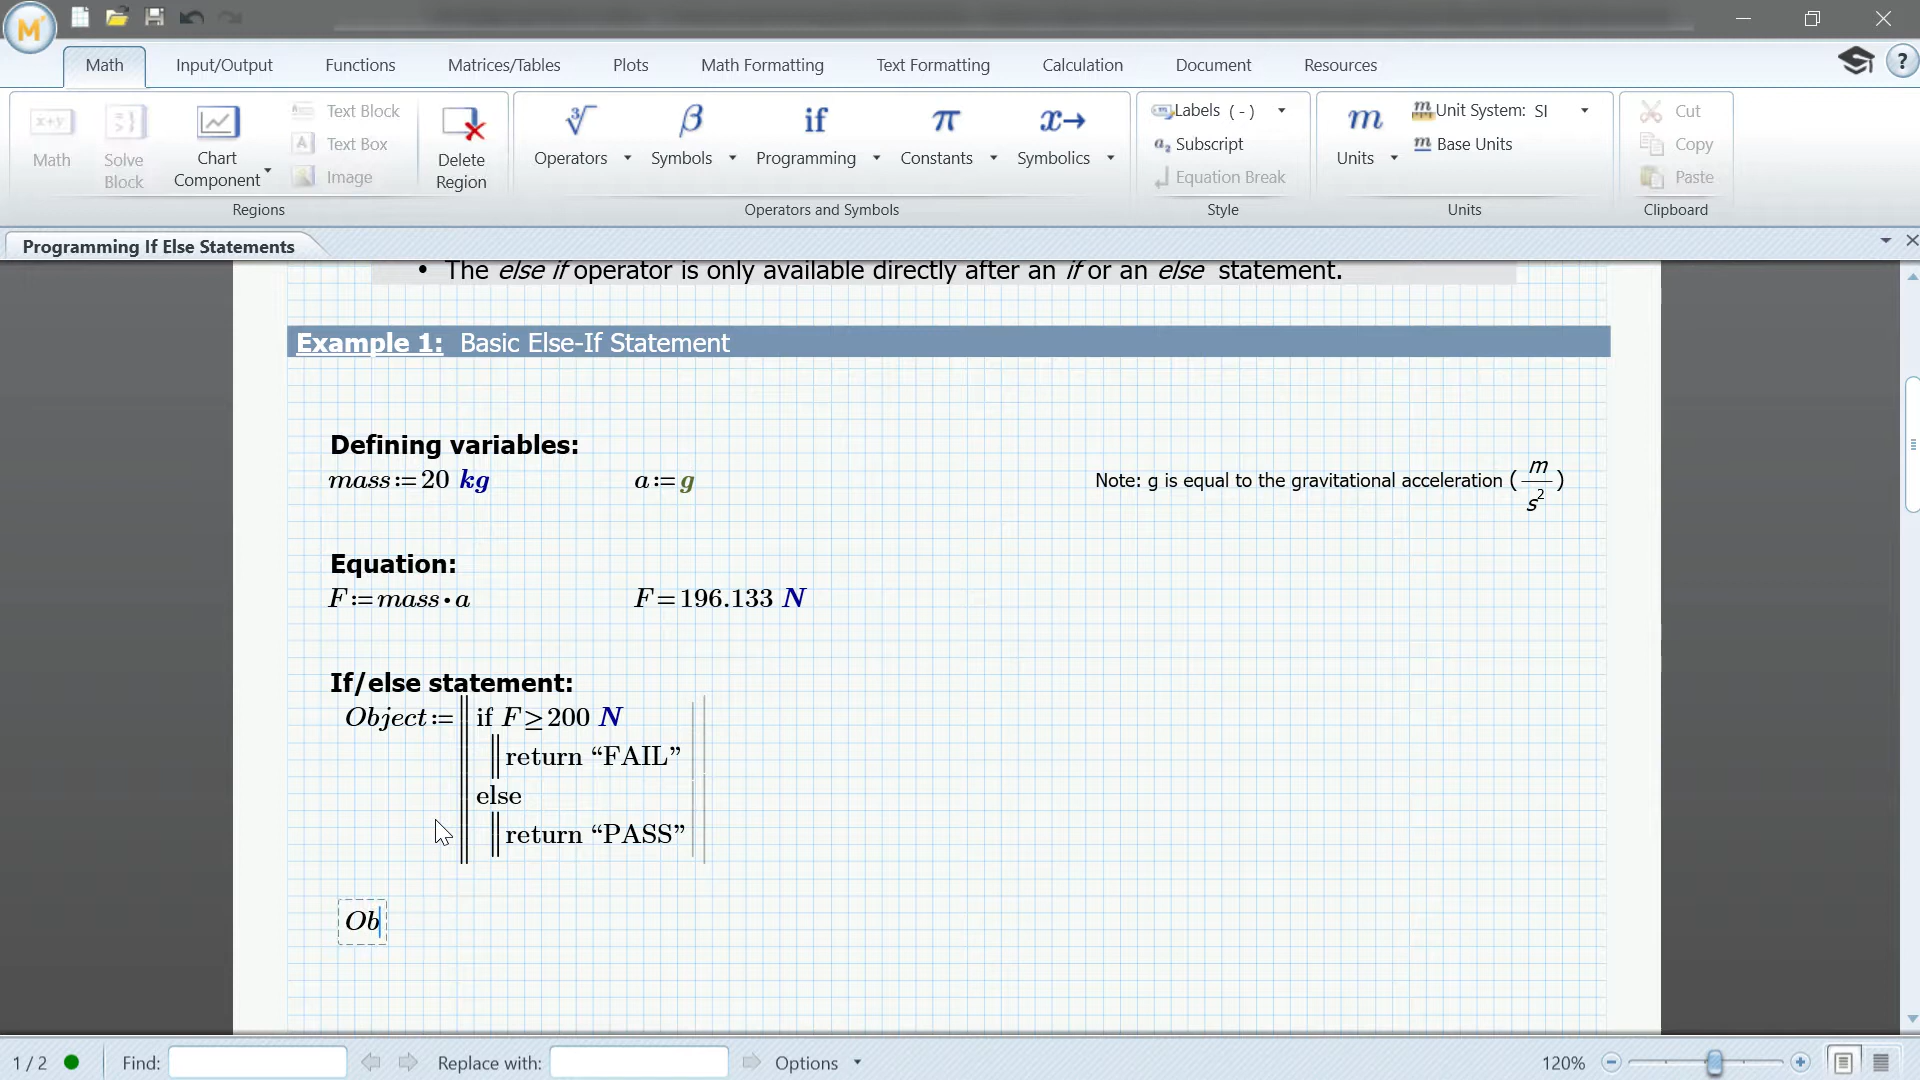 Math Input/Output Functions Matrices/Tables Plots Math Formatting Text Formatting Calculation Document Resources ?
Math
Solve Block
Chart Component
Text Block
Text Box
Image
Delete Region
Regions
if
π
β
x→
Operators Symbols Programming Constants Symbolics
Operators and Symbols
Labels ( - )
Subscript
Equation Break
Style
m
Units
Unit System: SI
Base Units
Units
Cut
Copy
Paste
Clipboard
Programming If Else Statements
• The else if operator is only available directly after an if or an else statement.
Example 1: Basic Else-If Statement
Defining variables:
mass:=20 kg a:=g Note: g is equal to the gravitational acceleration (m/s²)
Equation:
F:=mass·a F=196.133 N
If/else statement:
Object:=‖ if F≥200 N
‖ return “FAIL”
else
‖ return “PASS”
Ob
1 / 2 Find: Replace with: Options 120%